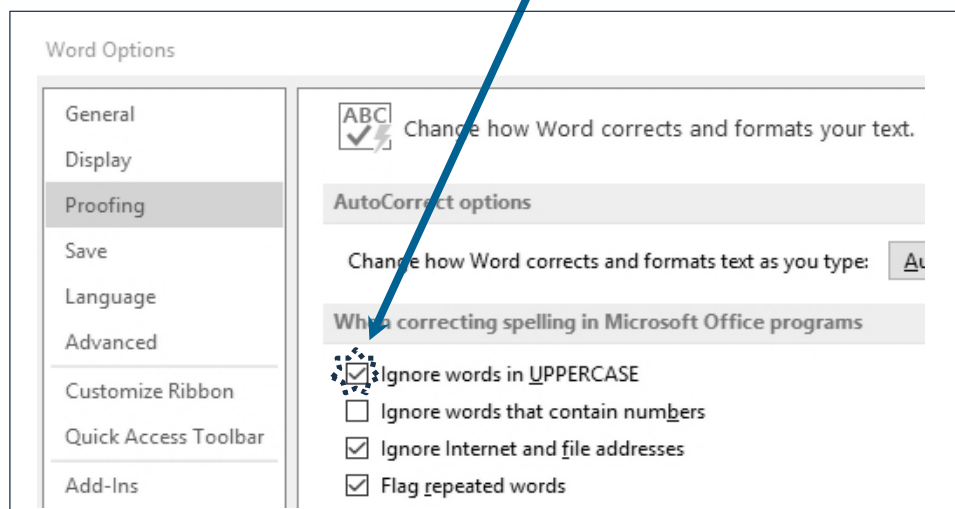 Word Options
General
Display
Proofing
Save
Language
Advanced
Customize Ribbon
Quick Access Toolbar
Add-Ins
ABC
Change how Word corrects and formats your text.
AutoCorrect options
Change how Word corrects and formats text as you type:
When correcting spelling in Microsoft Office programs
Ignore words in UPPERCASE
Ignore words that contain numbers
Ignore Internet and file addresses
Flag repeated words